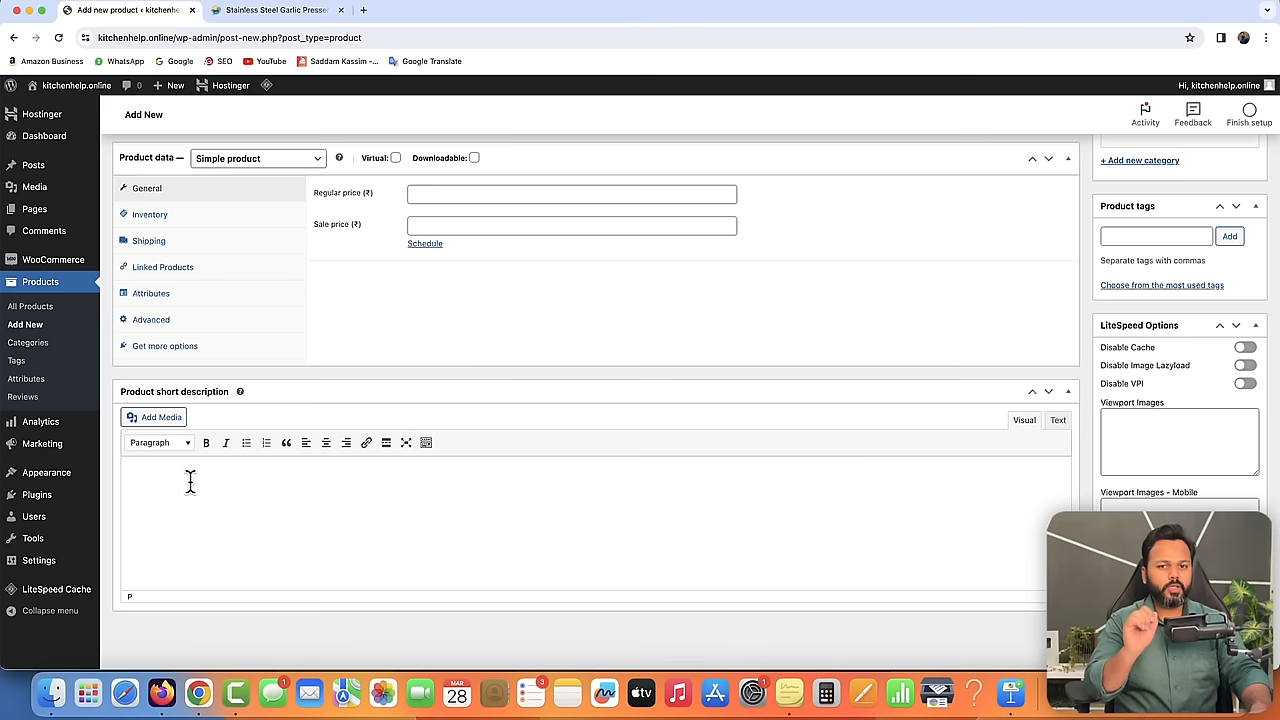 Add new product ‹ kitchenhe
Stainless Steel Garlic Presser
kitchenhelp.online/wp-admin/post-new.php?post_type=product
Amazon Business
WhatsApp
Google
SEO
YouTube
Saddam Kassim -...
Google Translate
kitchenhelp.online
0
New
Hostinger
Hi, kitchenhelp.online
Hostinger
Dashboard
Posts
Media
Pages
Comments
WooCommerce
Products
All Products
Add New
Categories
Tags
Attributes
Reviews
Analytics
Marketing
Appearance
Plugins
Users
Tools
Settings
LiteSpeed Cache
Collapse menu
Add New
Activity
Feedback
Finish setup
Product data —
Simple product
Virtual:
Downloadable:
General
Inventory
Shipping
Linked Products
Attributes
Advanced
Get more options
Regular price (₹)
Sale price (₹)
Schedule
Product short description
Add Media
Visual
Text
Paragraph
B
I
P
+ Add new category
Product tags
Add
Separate tags with commas
Choose from the most used tags
LiteSpeed Options
Disable Cache
Disable Image Lazyload
Disable VPI
Viewport Images
Viewport Images - Mobile
1
MAR
28
3
tv
1